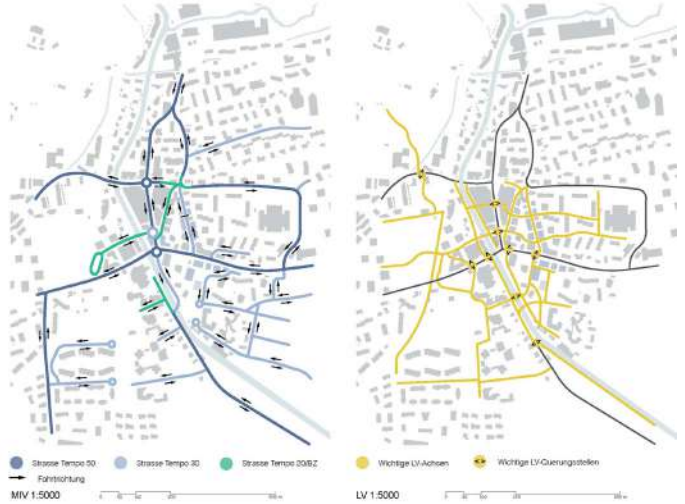 Strasse Tempo 50
Strasse Tempo 30
Strasse Tempo 20/BZ
Fahrtrichtung
MIV 1:5000
Wichtige LV-Achsen
Wichtige LV-Querungsstellen
LV 1:5000